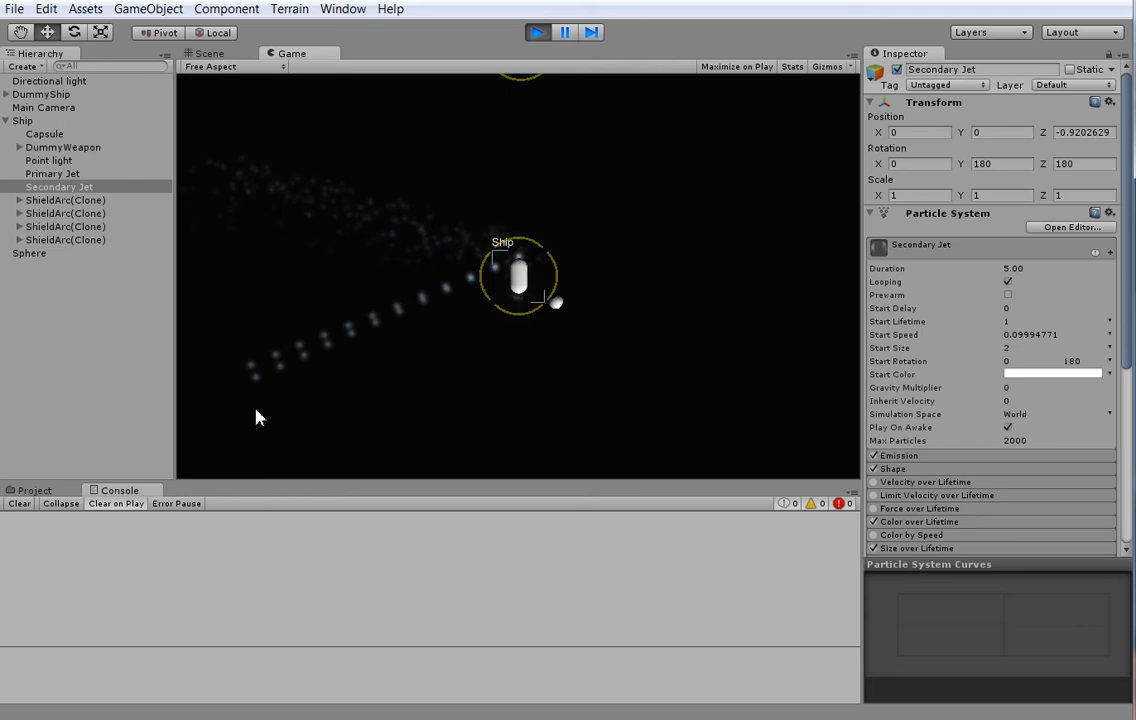 File Edit Assets GameObject Component Terrain Window Help
Pivot Local Layers Layout
Hierarchy Scene Game Inspector
Create All
Free Aspect Maximize on Play Stats Gizmos
Directional light
DummyShip
Main Camera
Ship
Capsule
DummyWeapon
Point light
Primary Jet
Secondary Jet
ShieldArc(Clone)
ShieldArc(Clone)
ShieldArc(Clone)
ShieldArc(Clone)
Sphere
Ship
Secondary Jet Static
Tag Untagged Layer Default
Transform
Position
X 0 Y 0 Z -0.9202629
Rotation
X 0 Y 180 Z 180
Scale
X 1 Y 1 Z 1
Particle System
Open Editor...
Secondary Jet
Duration 5.00
Looping
Prewarm
Start Delay 0
Start Lifetime 1
Start Speed 0.09994771
Start Size 2
Start Rotation 0 180
Start Color
Gravity Multiplier 0
Inherit Velocity 0
Simulation Space World
Play On Awake
Max Particles 2000
Emission
Shape
Velocity over Lifetime
Limit Velocity over Lifetime
Force over Lifetime
Color over Lifetime
Color by Speed
Size over Lifetime
Particle System Curves
Project Console
Clear Collapse Clear on Play Error Pause 0 0 0